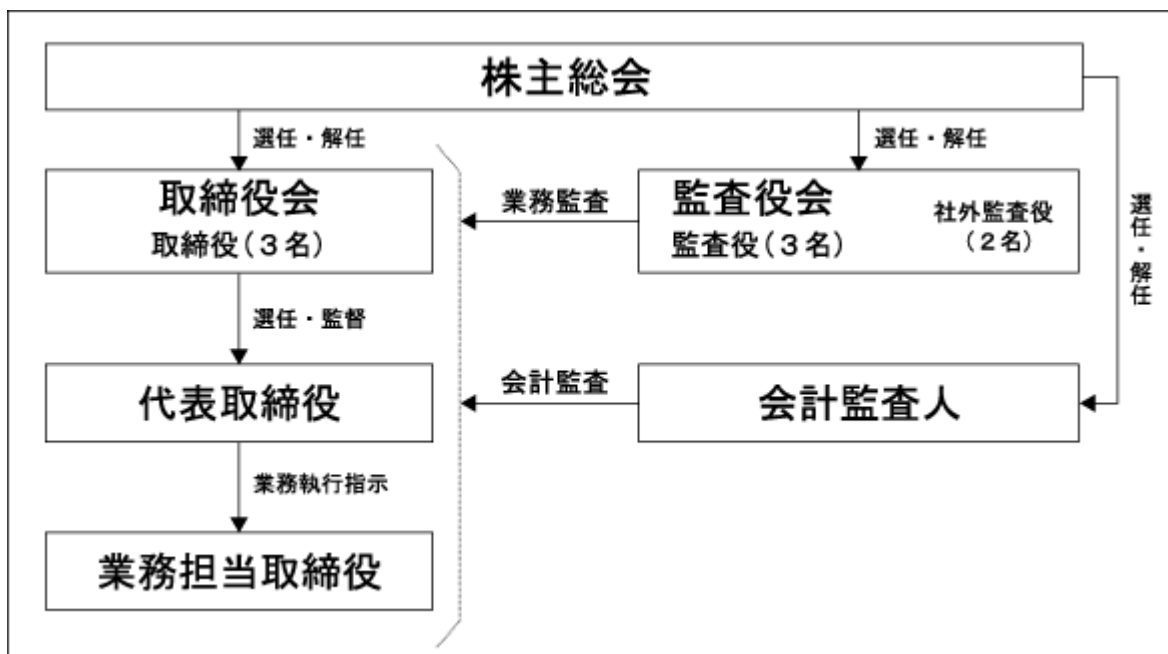 株主総会
選任・解任
選任・解任
取締役会
取締役(3名)
業務監査
監査役会
監査役(3名)
社外監査役
(2名)
選任・解任
選任・監督
代表取締役
会計監査
会計監査人
業務執行指示
業務担当取締役